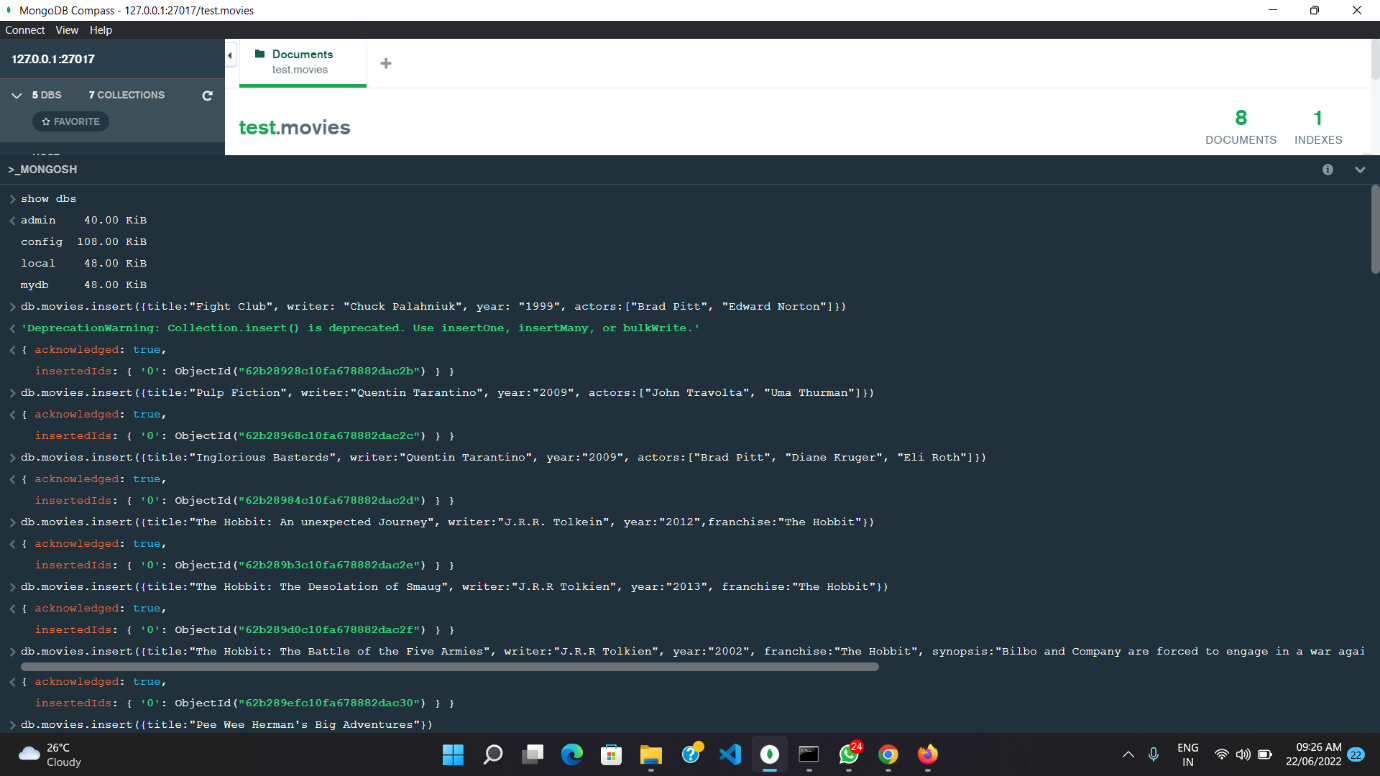 MongoDB Compass - 127.0.0.1:27017/test.movies
Connect View Help
127.0.0.1:27017
5 DBS 7 COLLECTIONS
FAVORITE
Documents
test.movies
test.movies
8
DOCUMENTS
1
INDEXES
>_MONGOSH
show dbs
admin 40.00 KiB
config 108.00 KiB
local 48.00 KiB
mydb 48.00 KiB
db.movies.insert({title:"Fight Club", writer: "Chuck Palahniuk", year: "1999", actors:["Brad Pitt", "Edward Norton"]})
'DeprecationWarning: Collection.insert() is deprecated. Use insertOne, insertMany, or bulkWrite.'
{ acknowledged: true,
insertedIds: { '0': ObjectId("62b28928c10fa678882dac2b") } }
db.movies.insert({title:"Pulp Fiction", writer:"Quentin Tarantino", year:"2009", actors:["John Travolta", "Uma Thurman"]})
{ acknowledged: true,
insertedIds: { '0': ObjectId("62b28968c10fa678882dac2c") } }
db.movies.insert({title:"Inglorious Basterds", writer:"Quentin Tarantino", year:"2009", actors:["Brad Pitt", "Diane Kruger", "Eli Roth"]})
{ acknowledged: true,
insertedIds: { '0': ObjectId("62b28984c10fa678882dac2d") } }
db.movies.insert({title:"The Hobbit: An unexpected Journey", writer:"J.R.R. Tolkein", year:"2012",franchise:"The Hobbit"})
{ acknowledged: true,
insertedIds: { '0': ObjectId("62b289b3c10fa678882dac2e") } }
db.movies.insert({title:"The Hobbit: The Desolation of Smaug", writer:"J.R.R Tolkien", year:"2013", franchise:"The Hobbit"})
{ acknowledged: true,
insertedIds: { '0': ObjectId("62b289d0c10fa678882dac2f") } }
db.movies.insert({title:"The Hobbit: The Battle of the Five Armies", writer:"J.R.R Tolkien", year:"2002", franchise:"The Hobbit", synopsis:"Bilbo and Company are forced to engage in a war agai
{ acknowledged: true,
insertedIds: { '0': ObjectId("62b289efc10fa678882dac30") } }
db.movies.insert({title:"Pee Wee Herman's Big Adventures"})
26°C
Cloudy
24
ENG
IN
09:26 AM
22/06/2022
22